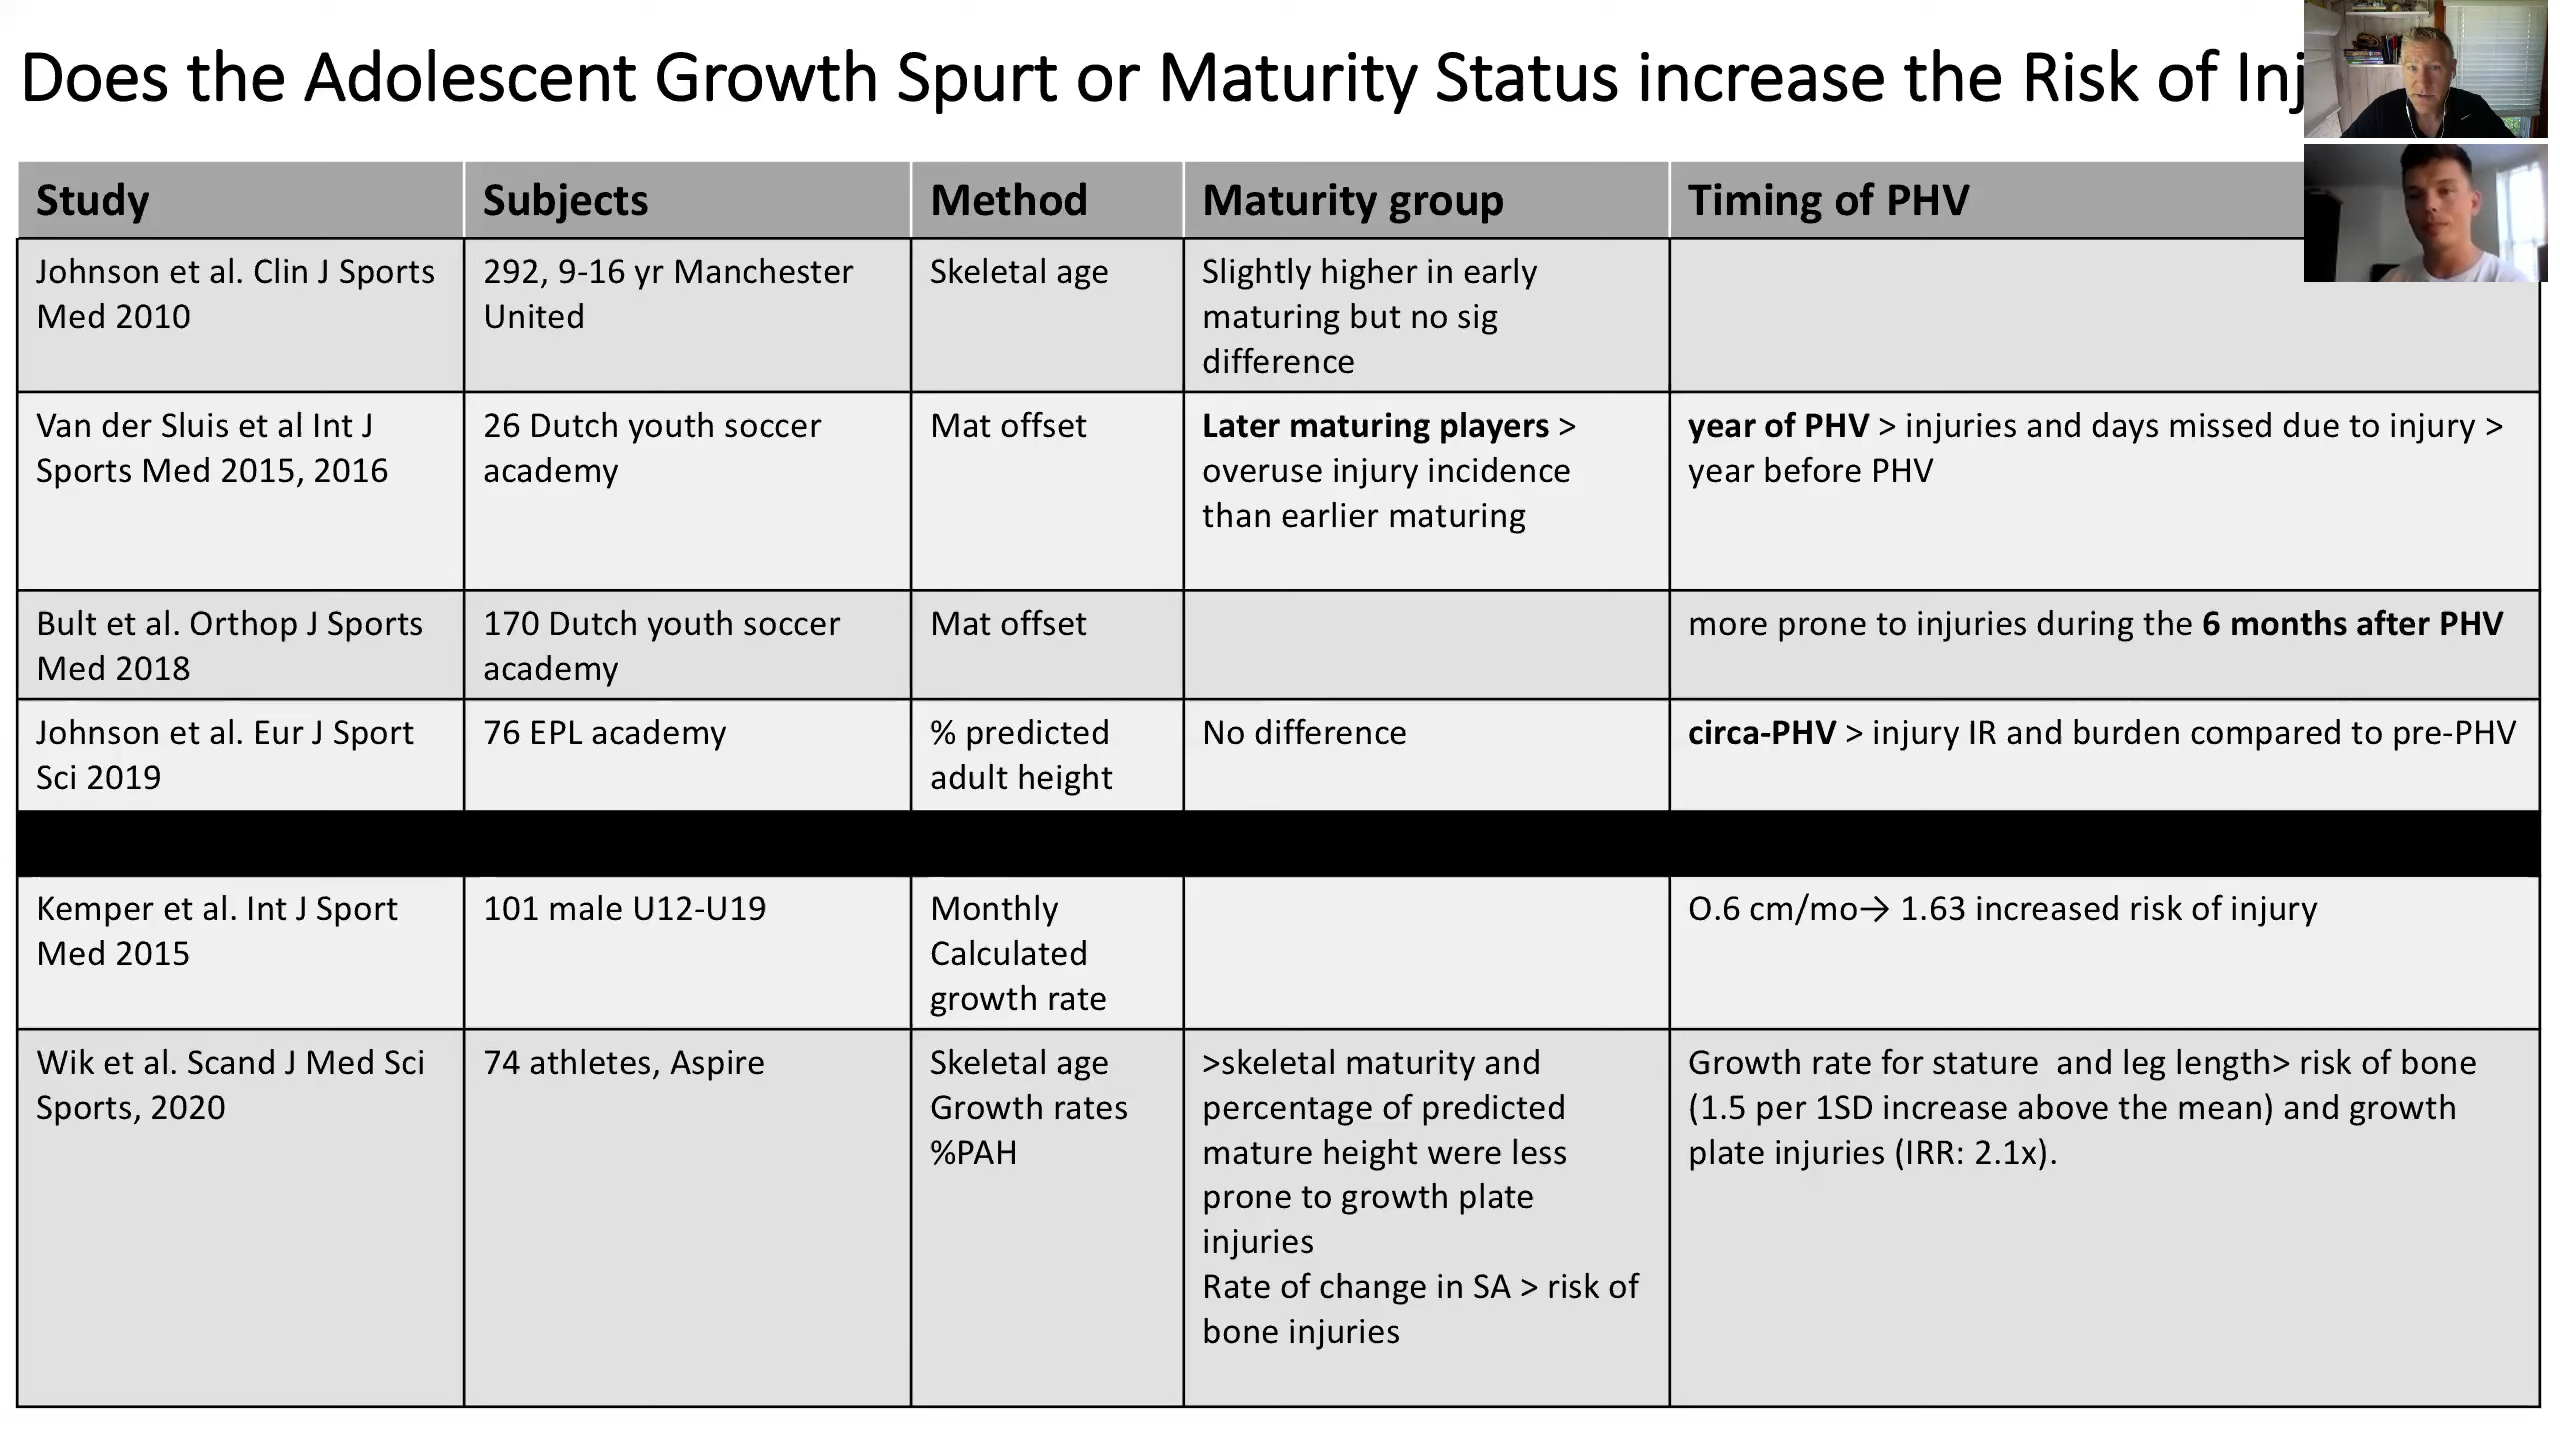 Does the Adolescent Growth Spurt or Maturity Status increase the Risk of Inj
Study
Subjects
Method
Maturity group
Timing of PHV
Johnson et al. Clin J Sports
Med 2010
292, 9-16 yr Manchester
United
Skeletal age
Slightly higher in early
maturing but no sig
difference
Van der Sluis et al Int J
Sports Med 2015, 2016
26 Dutch youth soccer
academy
Mat offset
Later maturing players >
overuse injury incidence
than earlier maturing
year of PHV > injuries and days missed due to injury >
year before PHV
Bult et al. Orthop J Sports
Med 2018
170 Dutch youth soccer
academy
Mat offset
more prone to injuries during the 6 months after PHV
Johnson et al. Eur J Sport
Sci 2019
76 EPL academy
% predicted
adult height
No difference
circa-PHV > injury IR and burden compared to pre-PHV
Kemper et al. Int J Sport
Med 2015
101 male U12-U19
Monthly
Calculated
growth rate
O.6 cm/mo→ 1.63 increased risk of injury
Wik et al. Scand J Med Sci
Sports, 2020
74 athletes, Aspire
Skeletal age
Growth rates
%PAH
>skeletal maturity and
percentage of predicted
mature height were less
prone to growth plate
injuries
Rate of change in SA > risk of
bone injuries
Growth rate for stature  and leg length> risk of bone
(1.5 per 1SD increase above the mean) and growth
plate injuries (IRR: 2.1x).